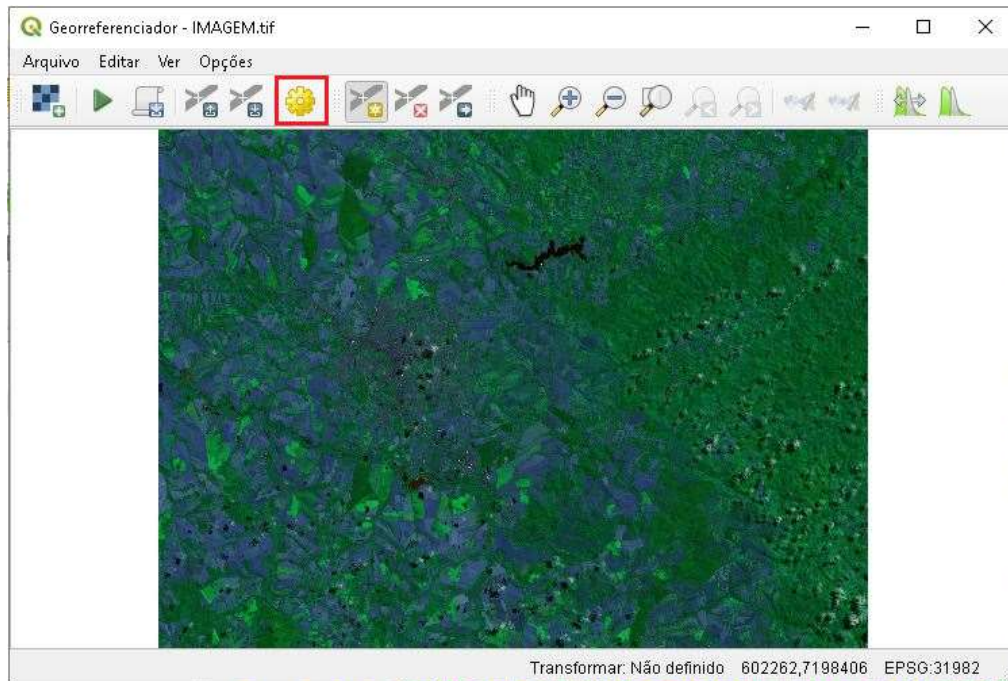 Georreferenciador - IMAGEM.tif
Arquivo Editar Ver Opções
Transformar: Não definido 602262,7198406 EPSG:31982